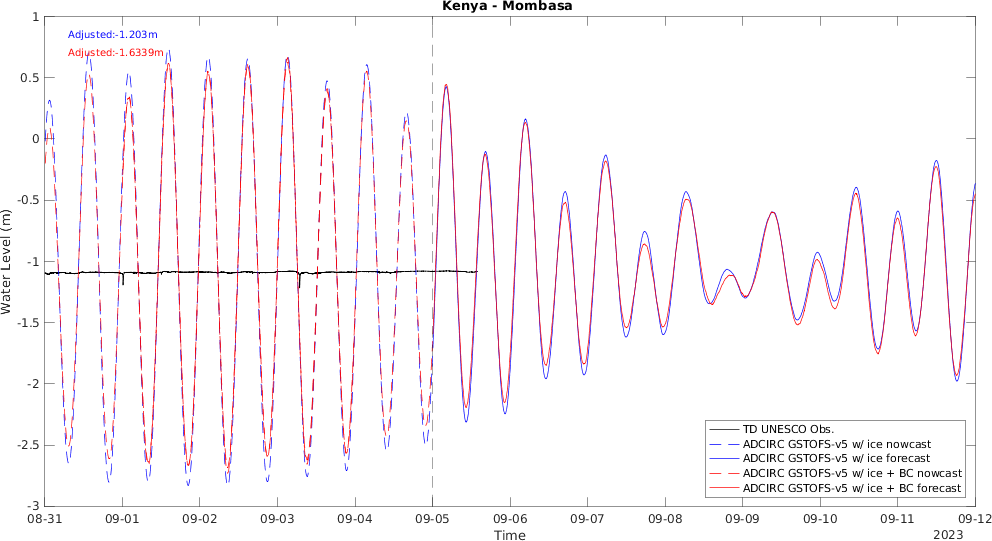 Kenya - Mombasa
Adjusted:-1.203m
Adjusted:-1.6339m
Water Level (m)
1
0.5
0
-0.5
-1
-1.5
-2
-2.5
-3
TD UNESCO Obs.
ADCIRC GSTOFS-v5 w/ ice nowcast
ADCIRC GSTOFS-v5 w/ ice forecast
ADCIRC GSTOFS-v5 w/ ice + BC nowcast
ADCIRC GSTOFS-v5 w/ ice + BC forecast
08-31 09-01 09-02 09-03 09-04 09-05 09-06 09-07 09-08 09-09 09-10 09-11 09-12
Time
2023